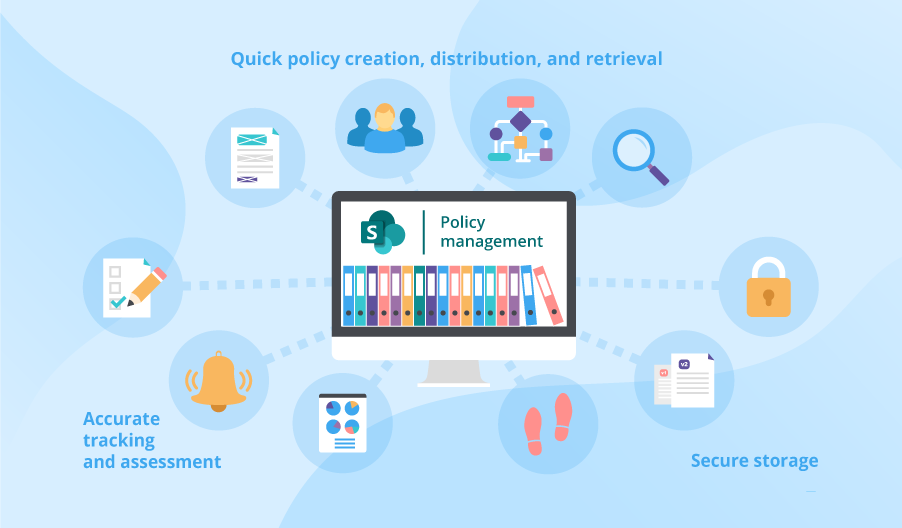 Quick policy creation, distribution, and retrieval
S
Policy
management
v1
v2
Accurate
tracking
and assessment
Secure storage